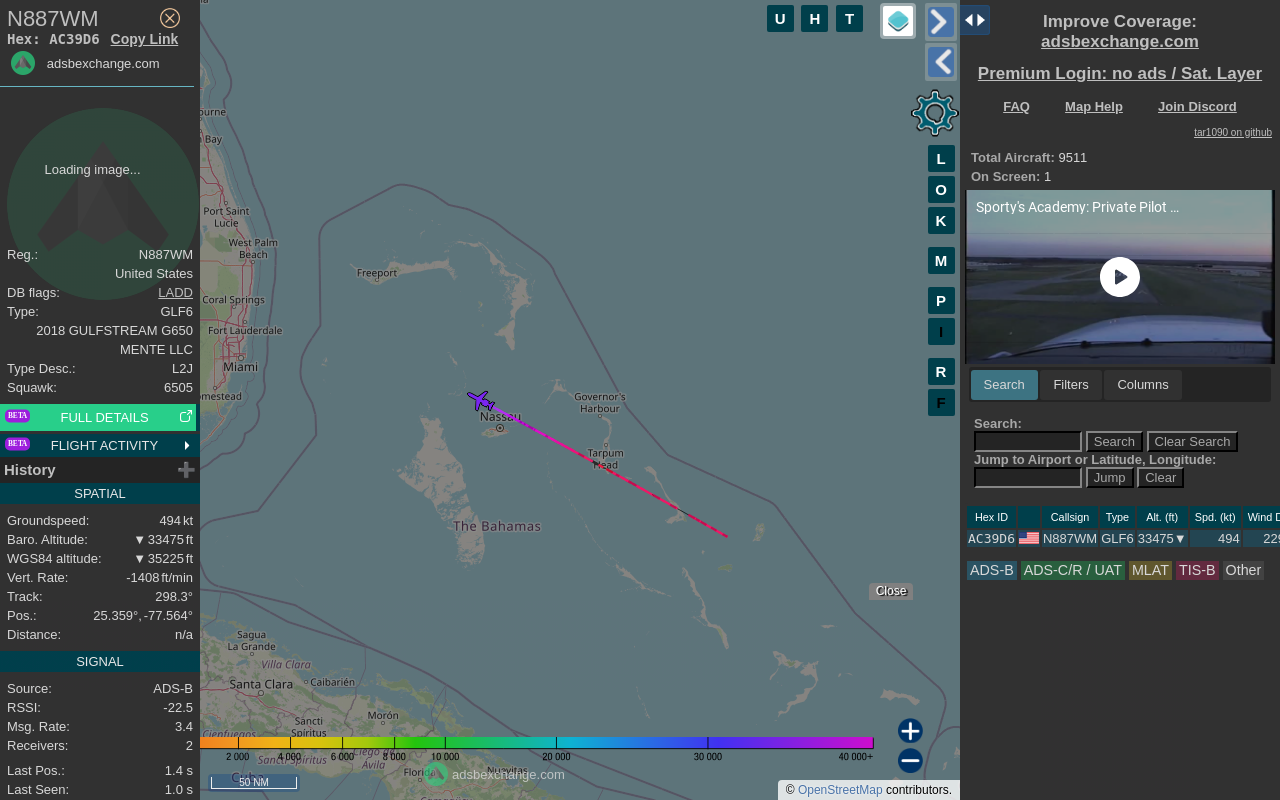 N887WM
Hex: AC39D6 Copy Link
adsbexchange.com
Loading image...
Reg.: N887WM
United States
DB flags: LADD
Type: GLF6
2018 GULFSTREAM G650
MENTE LLC
Type Desc.: L2J
Squawk: 6505
BETA FULL DETAILS
BETA FLIGHT ACTIVITY
History
SPATIAL
Groundspeed: 494 kt
Baro. Altitude: ▼ 33475 ft
WGS84 altitude: ▼ 35225 ft
Vert. Rate: -1408 ft/min
Track: 298.3°
Pos.: 25.359°, -77.564°
Distance: n/a
SIGNAL
Source: ADS-B
RSSI: -22.5
Msg. Rate: 3.4
Receivers: 2
Last Pos.: 1.4 s
Last Seen: 1.0 s
U H T
L
O
K
M
P
I
R
F
ourne
Bay
Port Saint
Lucie
West Palm
Beach
Coral Springs
Fort Lauderdale
Miami
omestead
Freeport
Nassau
Governor's
Harbour
Tarpum
Head
The Bahamas
Close
Sagua
La Grande
Villa Clara
Santa Clara
Caibarién
Sancti
Spíritus
Morón
Cienfuegos
Sancti Spíritus
Ciego de
Ávila
Florida
Nuevitas
Cuba
2 000 4 000 6 000 8 000 10 000 20 000 30 000 40 000+
adsbexchange.com
50 NM
© OpenStreetMap contributors.
Improve Coverage:
adsbexchange.com
Premium Login: no ads / Sat. Layer
FAQ Map Help Join Discord
tar1090 on github
Total Aircraft: 9511
On Screen: 1
Sporty's Academy: Private Pilot …
Search Filters Columns
Search:
Search Clear Search
Jump to Airport or Latitude, Longitude:
Jump Clear
Hex ID Callsign Type Alt. (ft) Spd. (kt) Wind D
AC39D6 N887WM GLF6 33475▼ 494 229
ADS-B ADS-C/R / UAT MLAT TIS-B Other